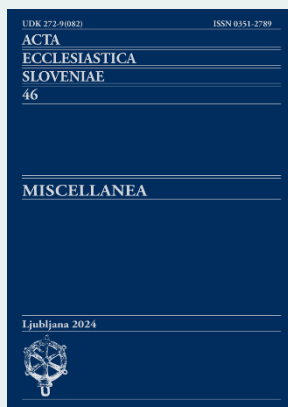 UDK 272-9(082) ISSN 0351-2789
ACTA
ECCLESIASTICA
SLOVENIAE
46
MISCELLANEA
Ljubljana 2024